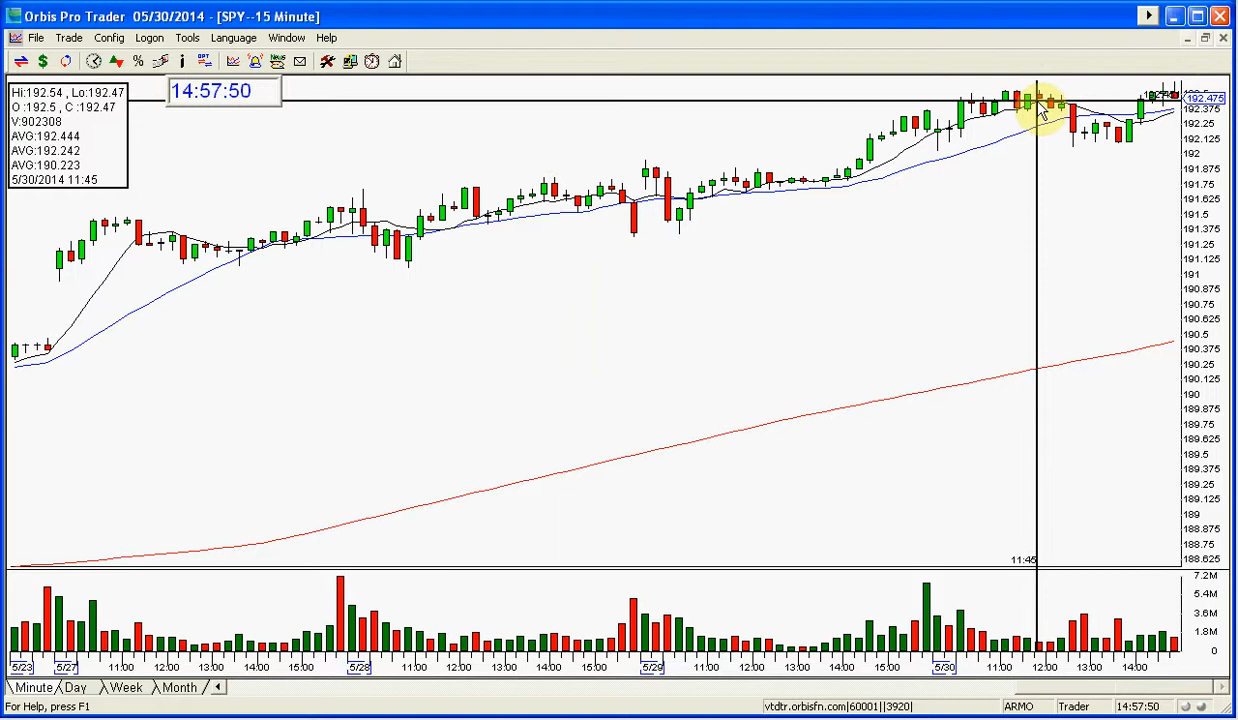 Orbis Pro Trader 05/30/2014 - [SPY--15 Minute]
File Trade Config Logon Tools Language Window Help
Hi:192.54 , Lo:192.47
O :192.5 , C :192.47
V:902308
AVG:192.444
AVG:192.242
AVG:190.223
5/30/2014 11:45
14:57:50
192.475
192.375
192.25
192.125
192
191.875
191.75
191.625
191.5
191.375
191.25
191.125
191
190.875
190.75
190.625
190.5
190.375
190.25
190.125
190
189.875
189.75
189.625
189.5
189.375
189.25
189.125
189
188.875
188.75
188.625
11:45
7.2M
5.4M
3.6M
1.8M
0
5/23 5/27 11:00 12:00 13:00 14:00 15:00 5/28 11:00 12:00 13:00 14:00 15:00 5/29 11:00 12:00 13:00 14:00 15:00 5/30 11:00 12:00 13:00 14:00
Minute Day Week Month
For Help, press F1
vtdtr.orbisfn.com|60001||3920|
ARMO
Trader
14:57:50